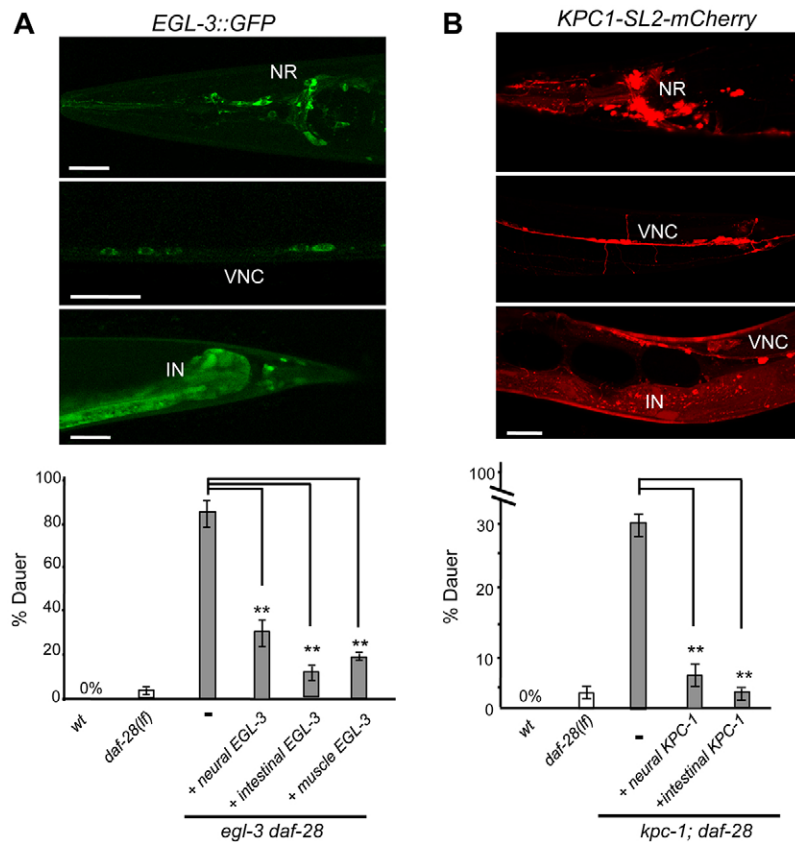 A
EGL-3::GFP
NR
VNC
IN
100
80
60
40
20
0
% Dauer
0%
**
**
**
wt
daf-28(lf)
-
+ neural EGL-3
+ intestinal EGL-3
+ muscle EGL-3
egl-3 daf-28
B
KPC1-SL2-mCherry
NR
VNC
VNC
IN
100
30
20
10
5
0
% Dauer
0%
**
**
wt
daf-28(lf)
-
+ neural KPC-1
+intestinal KPC-1
kpc-1; daf-28